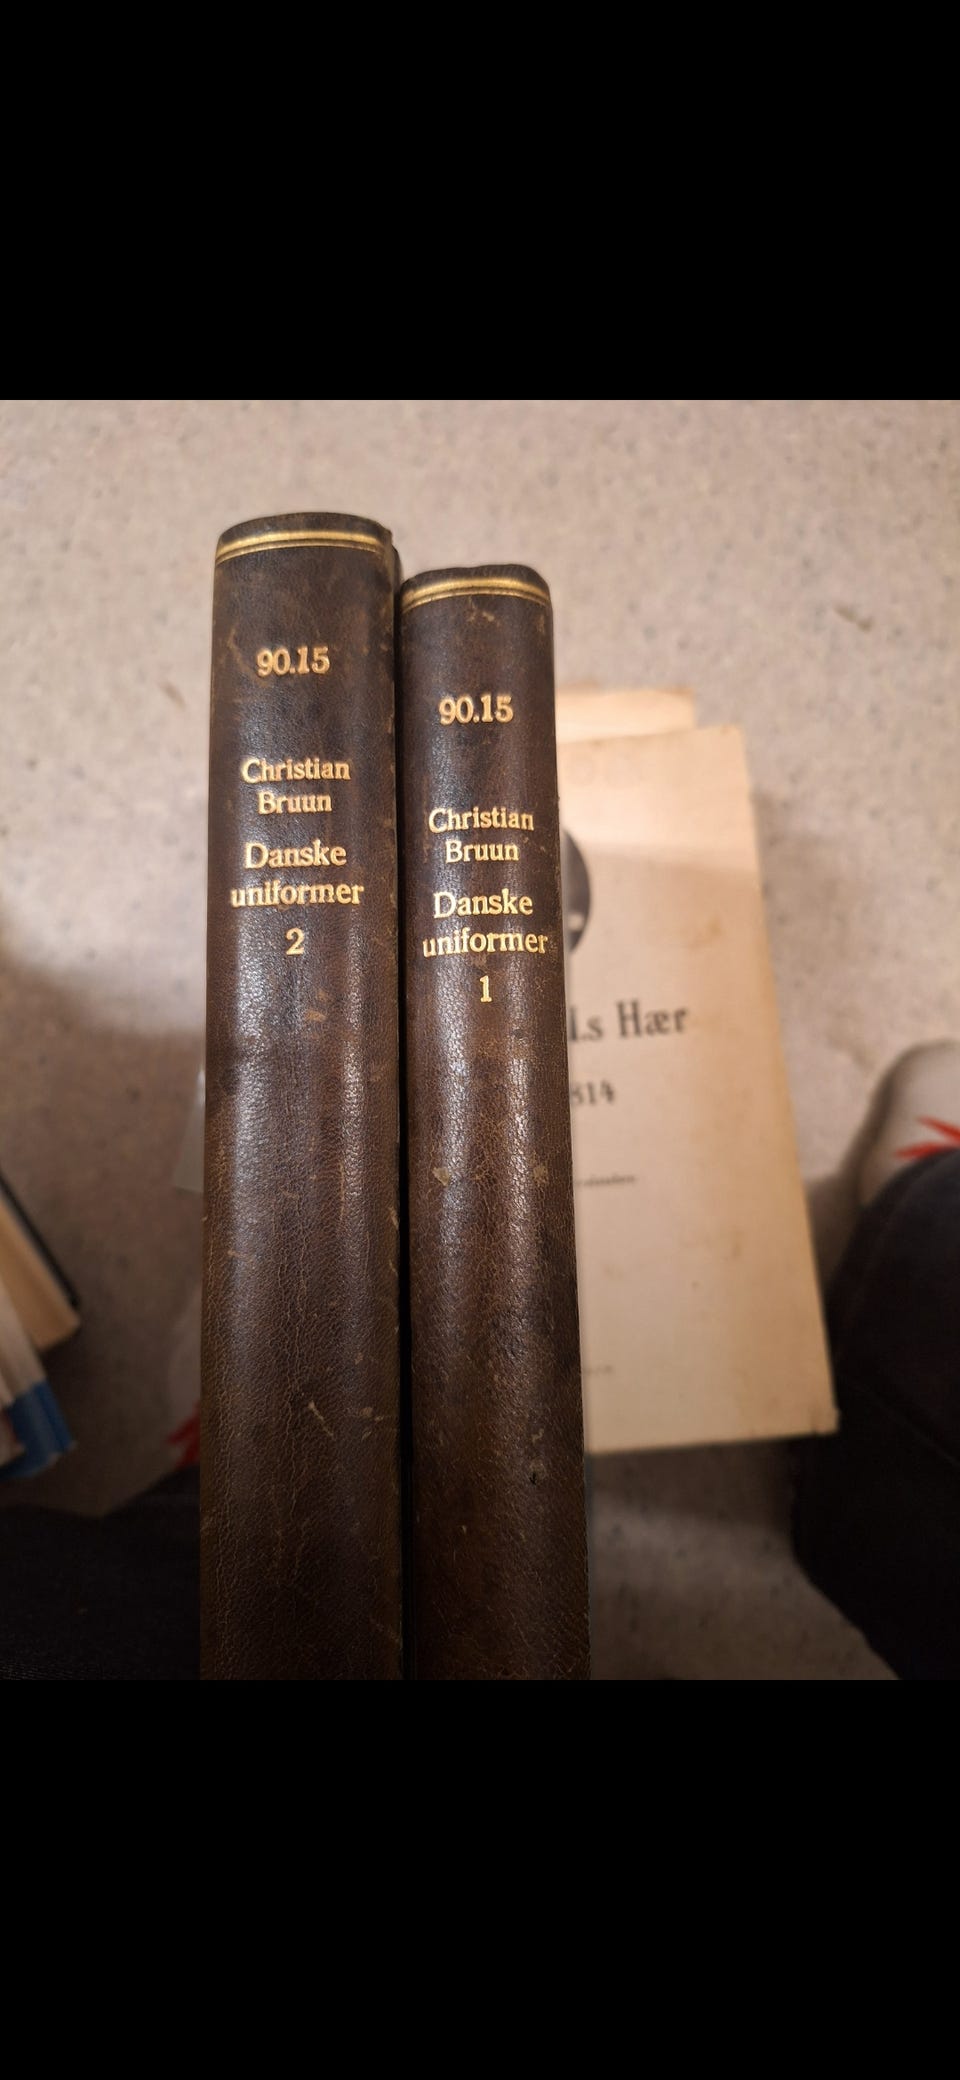 90.15
Christian
Bruun
Danske
uniformer
2
90.15
Christian
Bruun
Danske
uniformer
1
Hær